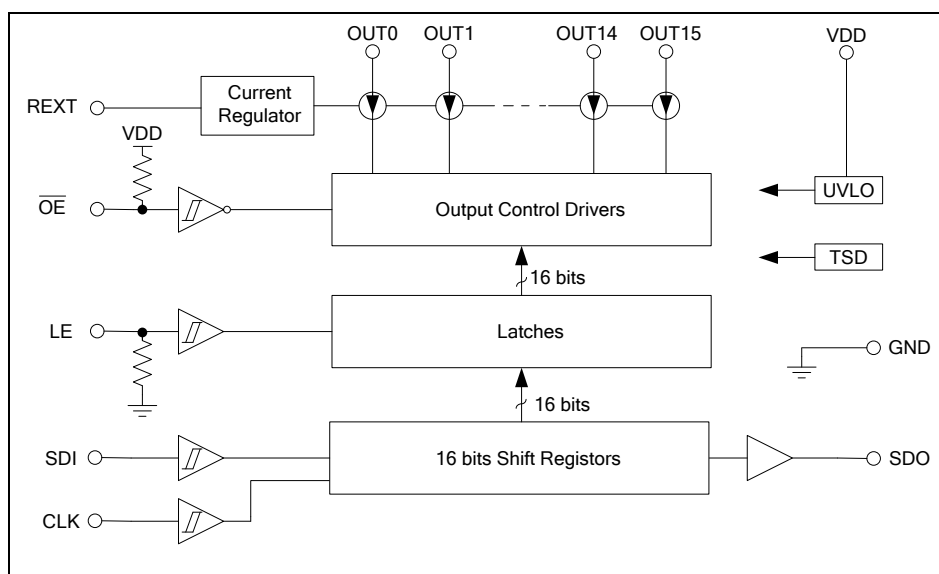 OUT0 OUT1 OUT14 OUT15 VDD
Current
Regulator
REXT
VDD
OE
Output Control Drivers
UVLO
TSD
16 bits
LE
Latches
GND
16 bits
SDI
16 bits Shift Registors
SDO
CLK